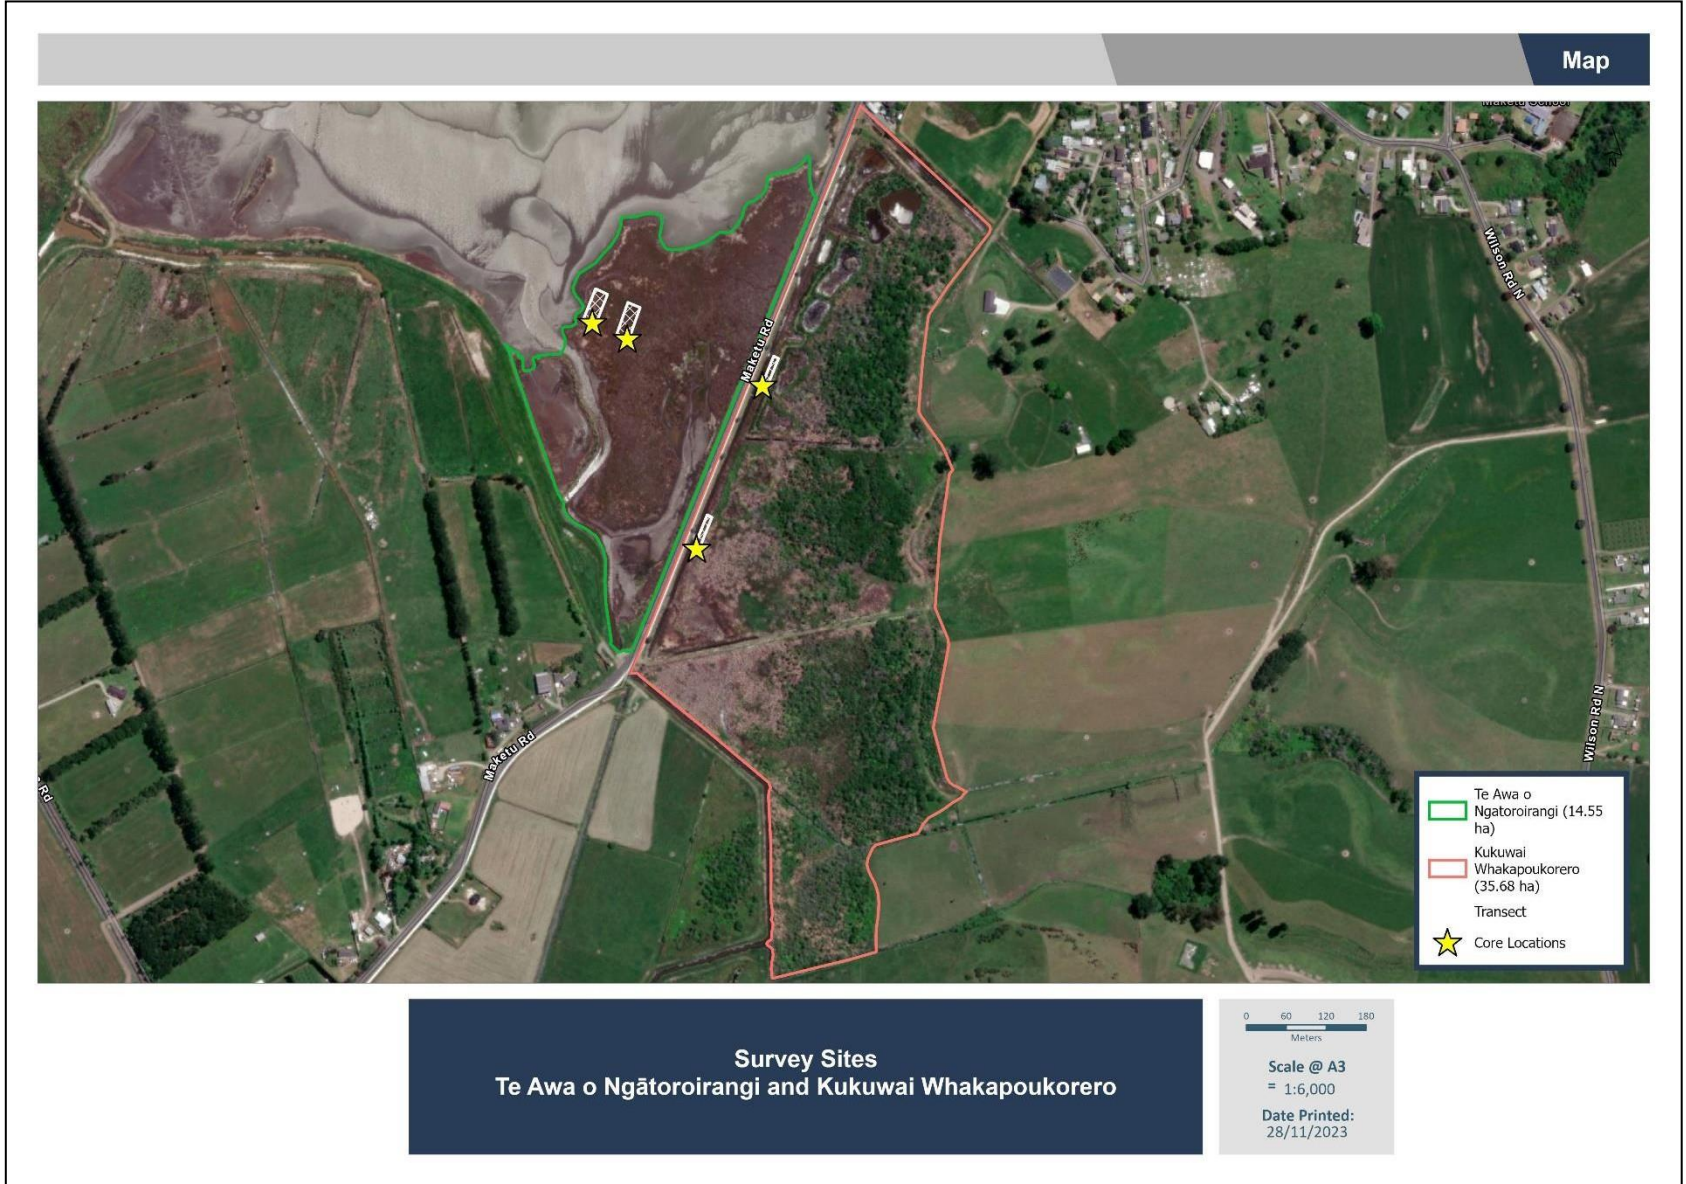 Map
Maketu School
Wilson Rd N
Maketu Rd
Maketu Rd
Wilson Rd N
Rd
Te Awa o
Ngatoroirangi (14.55
ha)
Kukuwai
Whakapoukorero
(35.68 ha)
Transect
Core Locations
Survey Sites
Te Awa o Ngātoroirangi and Kukuwai Whakapoukorero
0 60 120 180
Meters
Scale @ A3
= 1:6,000
Date Printed:
28/11/2023